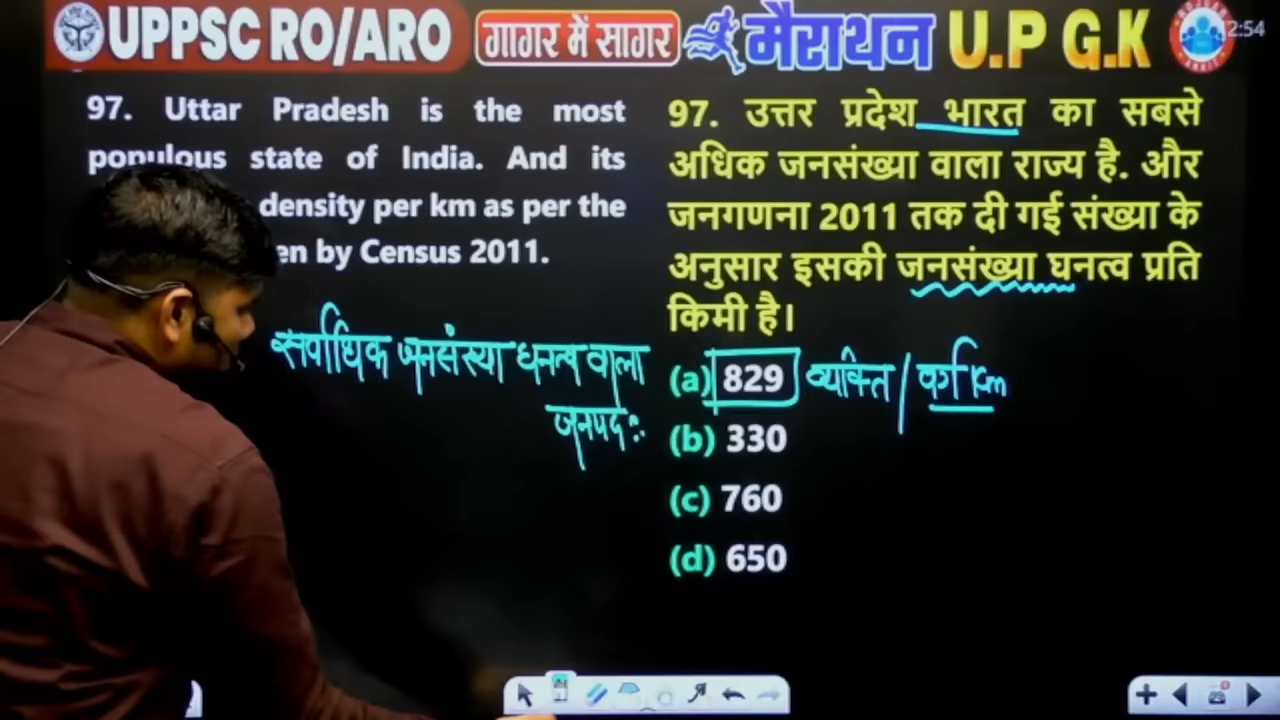 UPPSC RO/ARO गागर में सागर मैराथन U.P G.K
2:54
97. Uttar Pradesh is the most
populous state of India. And its
density per km as per the
en by Census 2011.
97. उत्तर प्रदेश भारत का सबसे
अधिक जनसंख्या वाला राज्य है. और
जनगणना 2011 तक दी गई संख्या के
अनुसार इसकी जनसंख्या घनत्व प्रति
किमी है।
(a) 829 व्यक्ति / वर्ग Km
(b) 330
(c) 760
(d) 650
सर्वाधिक जनसंख्या घनत्व वाला
जनपद :-